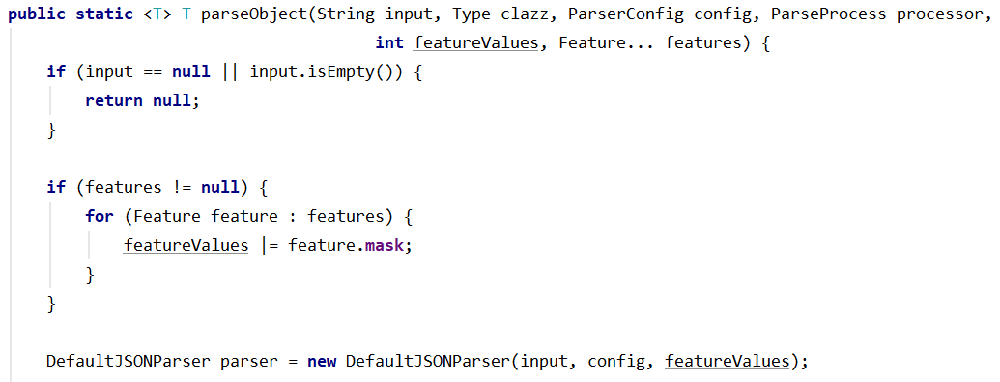 public static <T> T parseObject(String input, Type clazz, ParserConfig config, ParseProcess processor,
int featureValues, Feature... features) {
if (input == null || input.isEmpty()) {
return null;
}
if (features != null) {
for (Feature feature : features) {
featureValues |= feature.mask;
}
}
DefaultJSONParser parser = new DefaultJSONParser(input, config, featureValues);